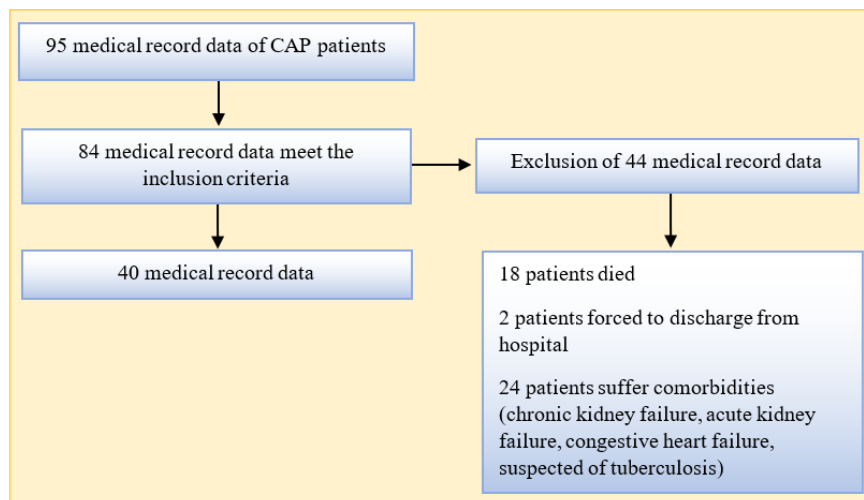 95 medical record data of CAP patients
84 medical record data meet the
inclusion criteria
Exclusion of 44 medical record data
40 medical record data
18 patients died
2 patients forced to discharge from
hospital
24 patients suffer comorbidities
(chronic kidney failure, acute kidney
failure, congestive heart failure,
suspected of tuberculosis)